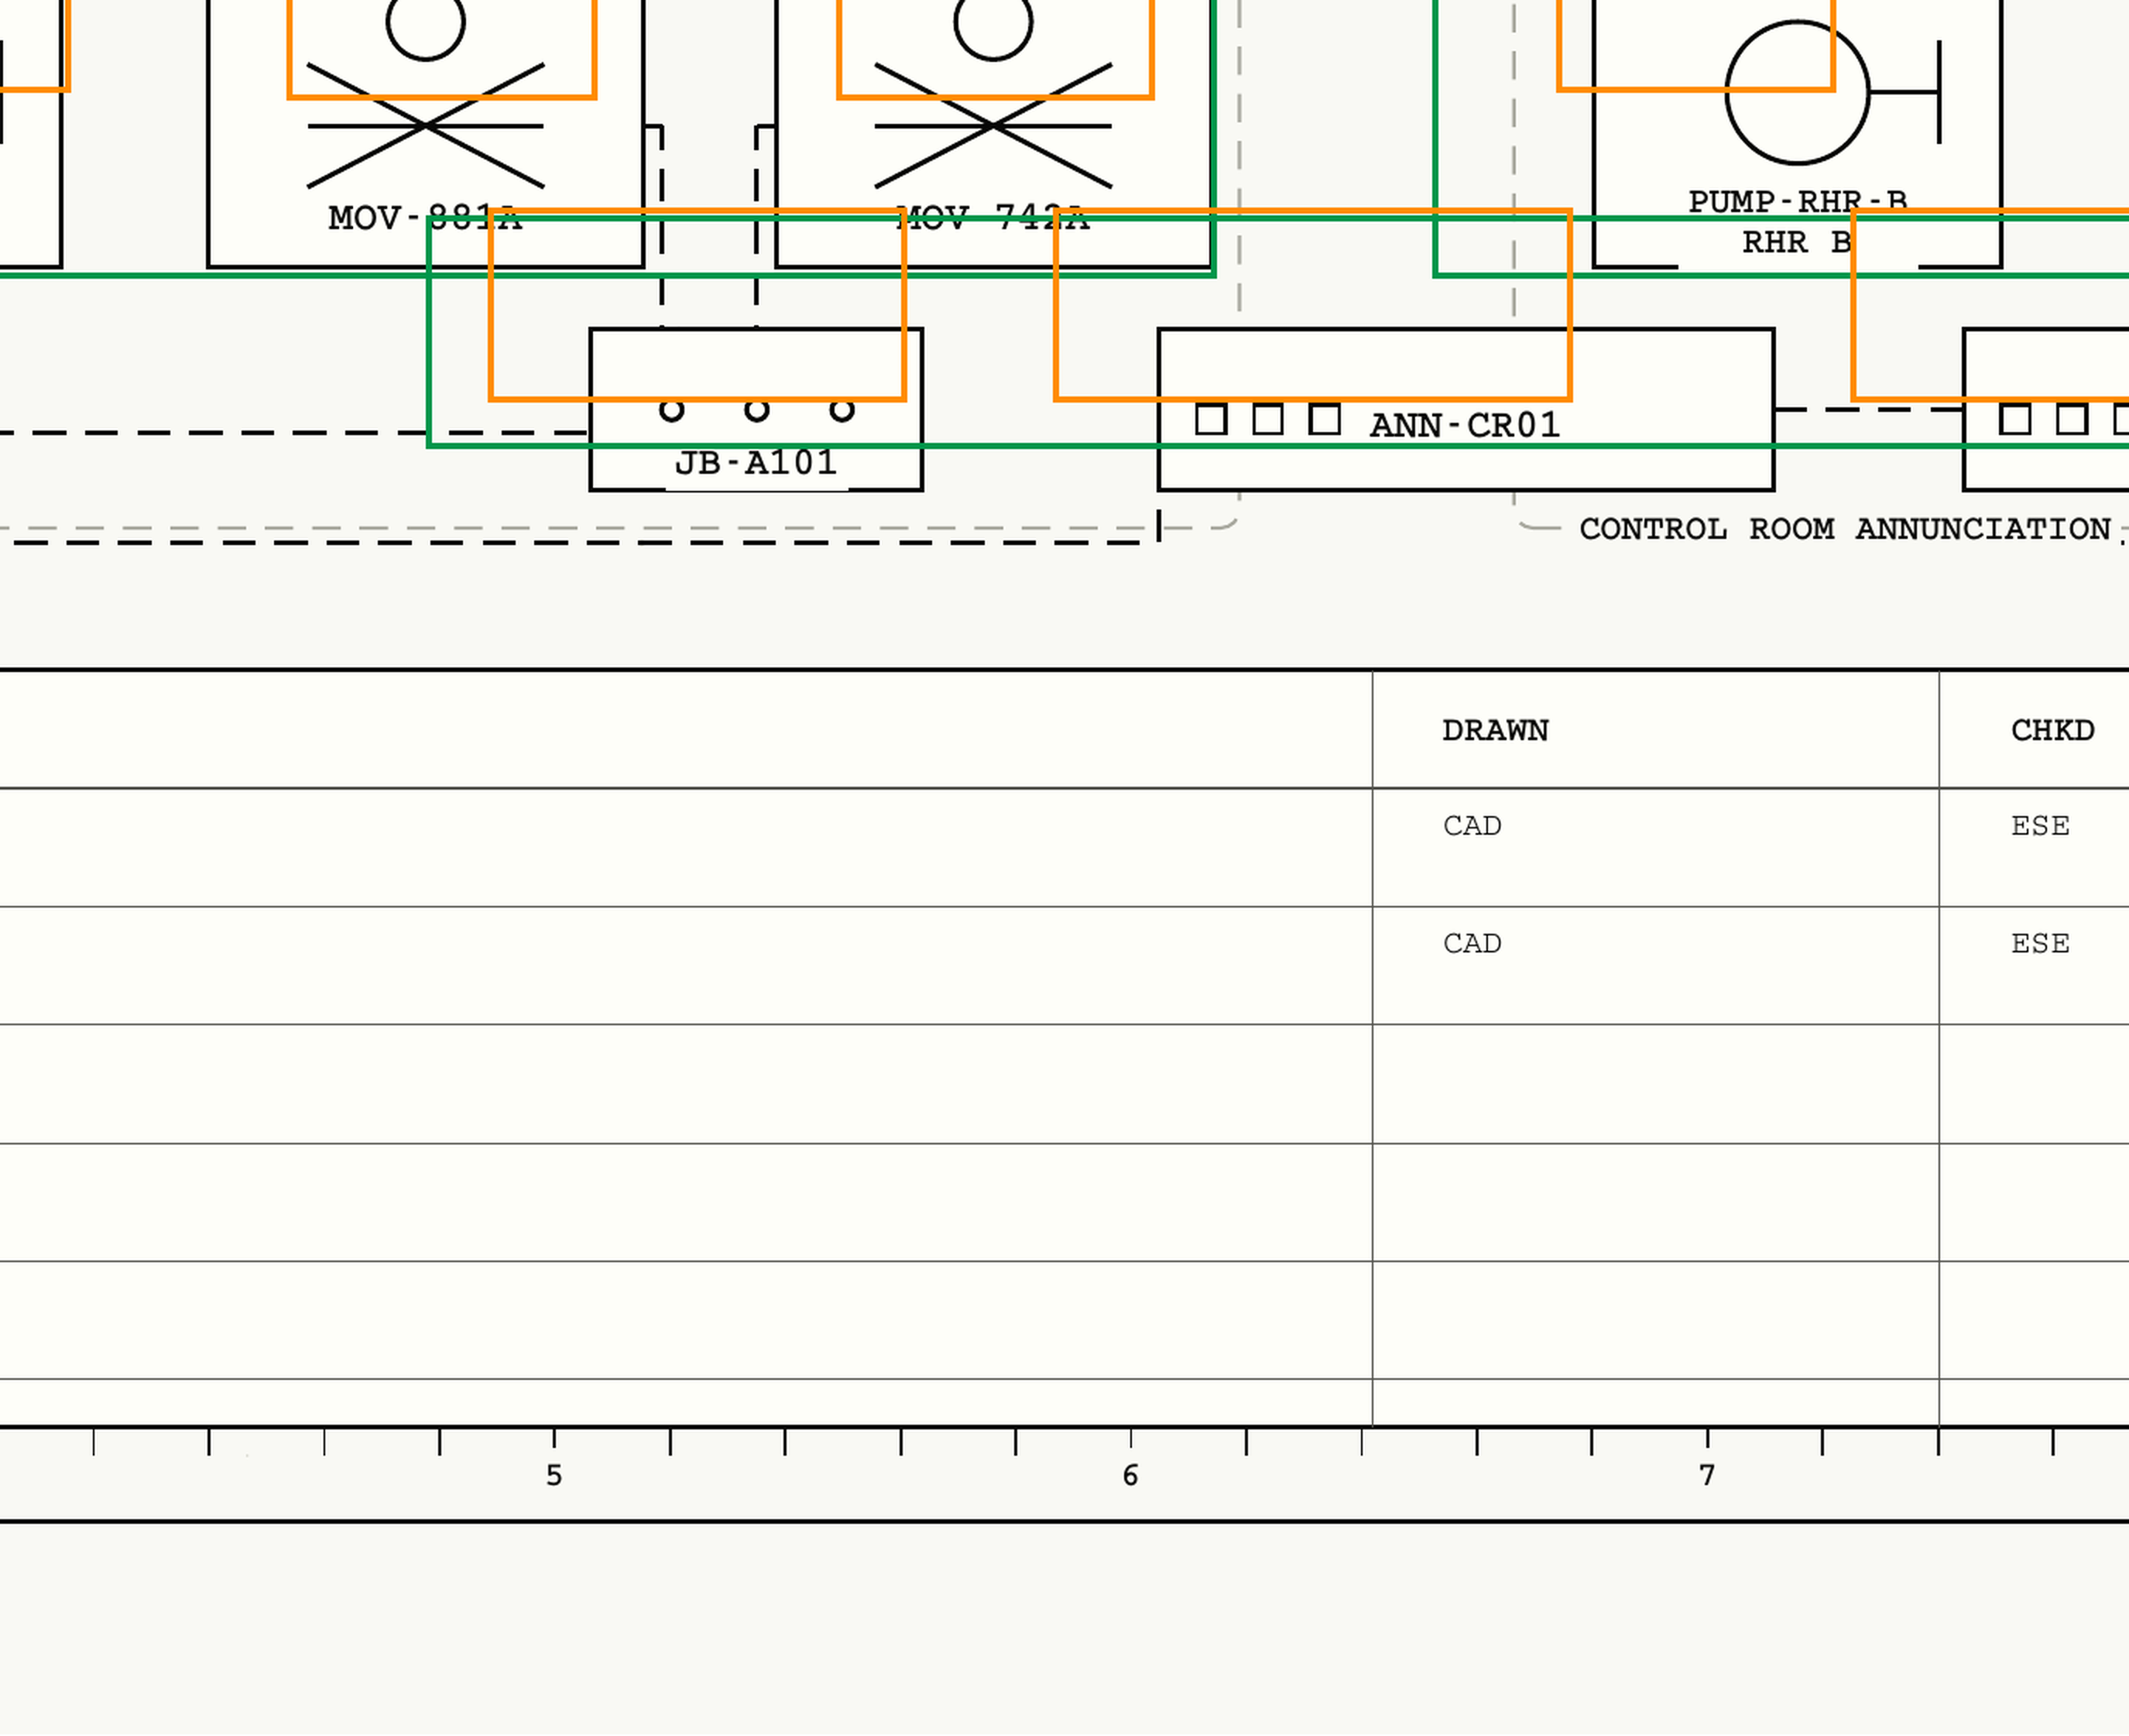 MOV-881A
MOV-742A
PUMP-RHR-B
RHR B
ANN-CR01
JB-A101
CONTROL ROOM ANNUNCIATION
DRAWN CHKD
CAD ESE
CAD ESE
5 6 7